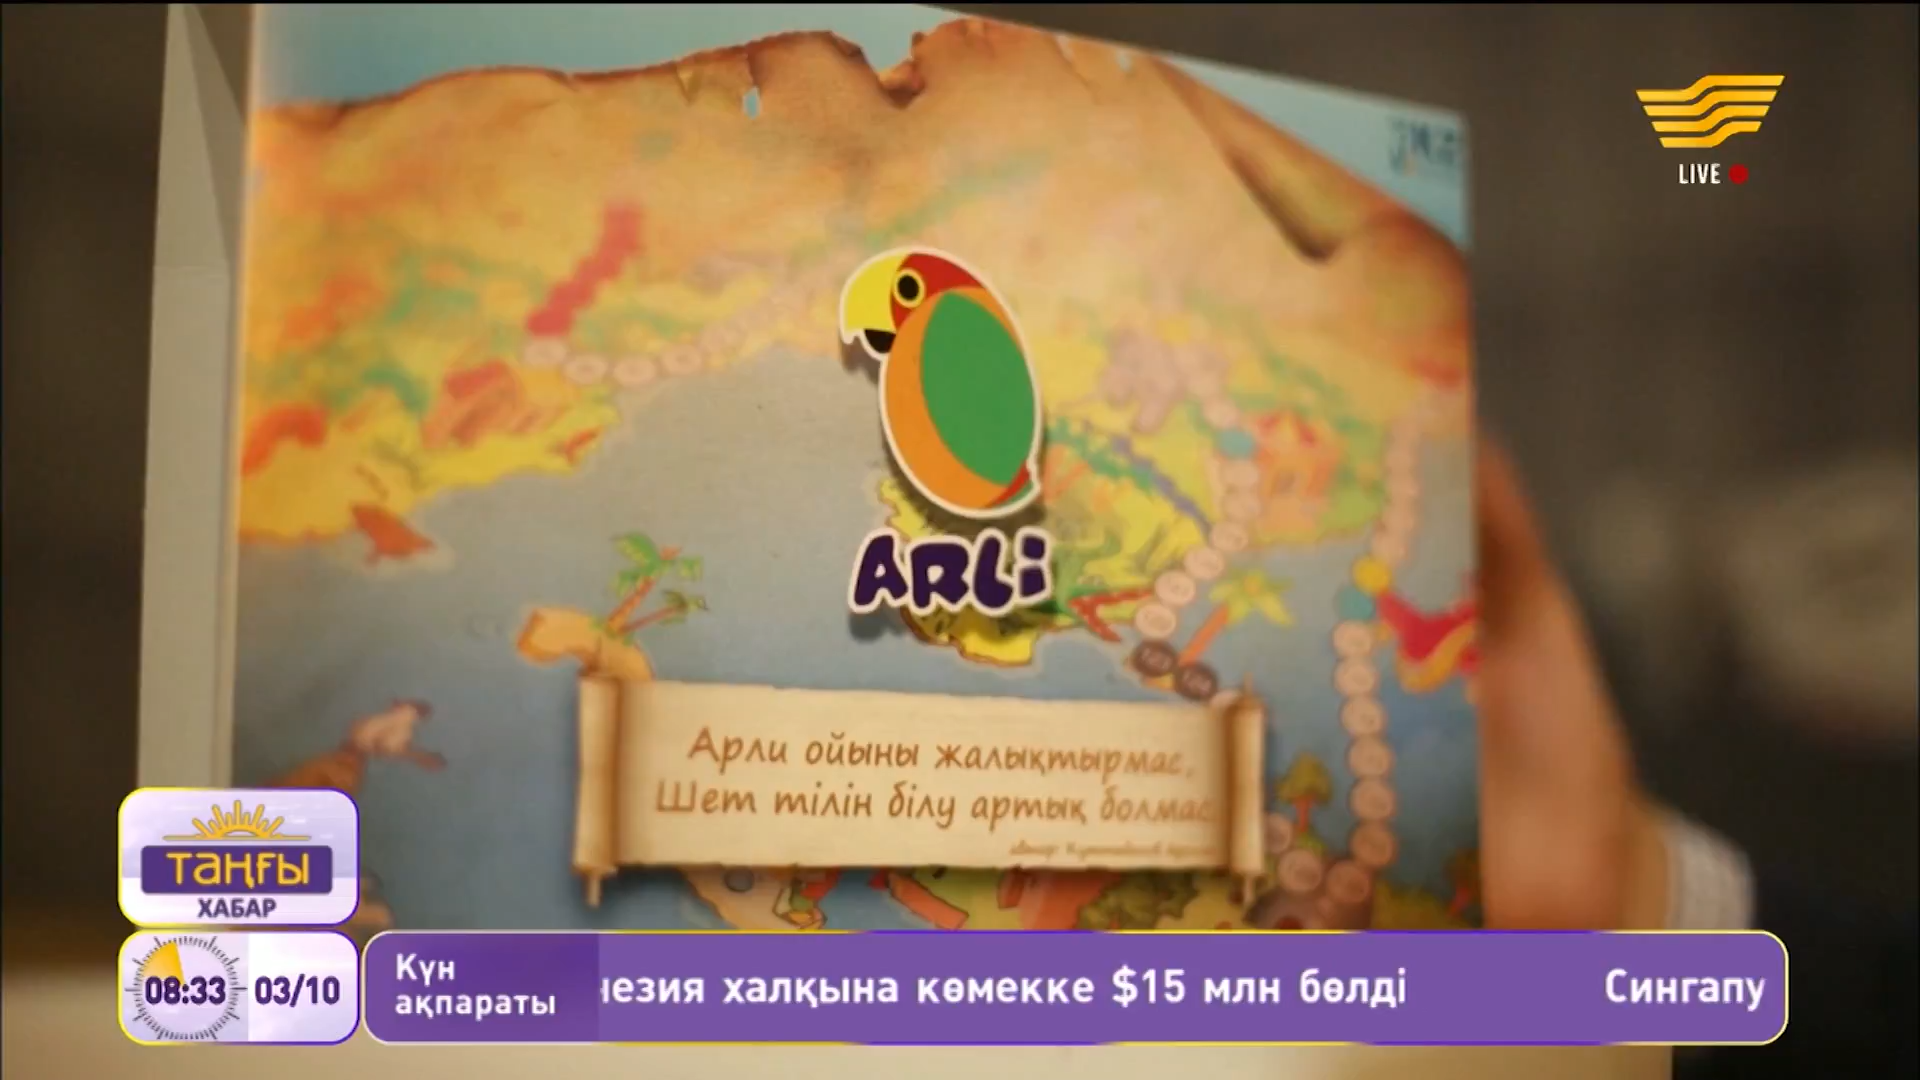 LIVE
ARLi
Арли ойыны жалықтырмас,
Шет тілін білу артық болмас
таңғы
ХАБАР
08:33
03/10
Күн
ақпараты
незия халқына көмекке $15 млн бөлді
Сингапу